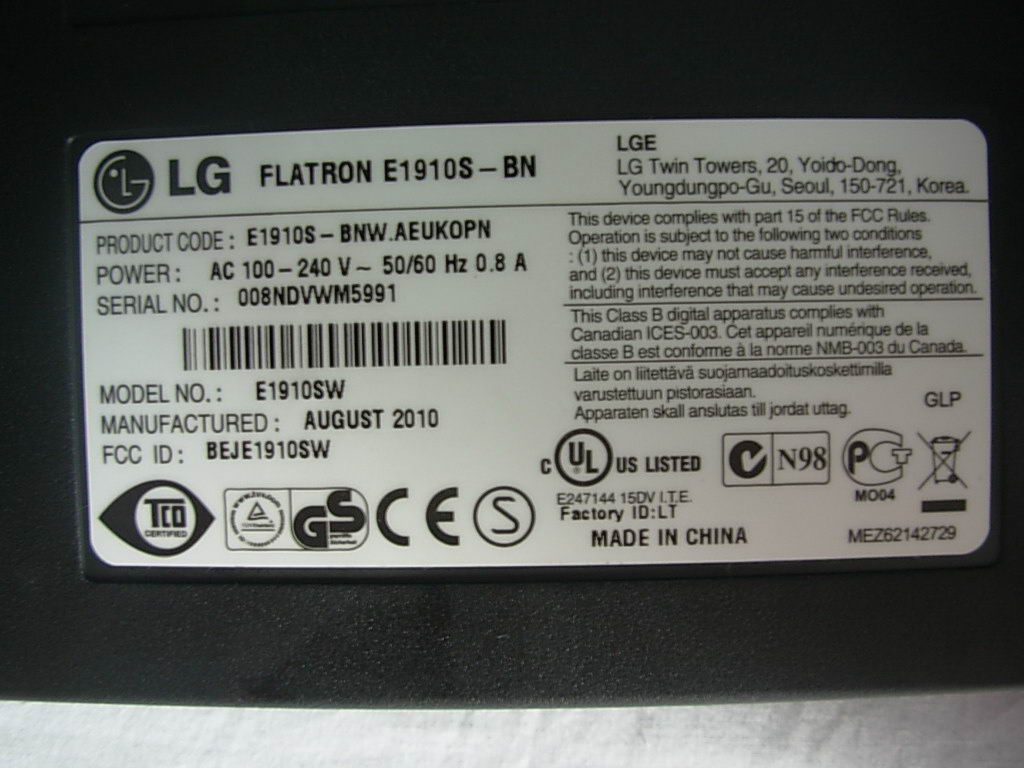 LG FLATRON E1910S-BN
LGE
LG Twin Towers, 20, Yoido-Dong,
Youngdungpo-Gu, Seoul, 150-721, Korea.
PRODUCT CODE : E1910S-BNW.AEUKOPN
POWER : AC 100-240 V~ 50/60 Hz 0.8 A
SERIAL NO. : 008NDVWM5991
MODEL NO. : E1910SW
MANUFACTURED : AUGUST 2010
FCC ID : BEJE1910SW
This device complies with part 15 of the FCC Rules.
Operation is subject to the following two conditions
: (1) this device may not cause harmful interference,
and (2) this device must accept any interference received,
including interference that may cause undesired operation.
This Class B digital apparatus complies with
Canadian ICES-003. Cet appareil numérique de la
classe B est conforme à la norme NMB-003 du Canada.
Laite on liitettävä suojamaadoituskoskettimilla
varustettuun pistorasiaan.
Apparaten skall anslutas till jordat uttag.
GLP
TCO
CERTIFIED
GS
CE
S
C UL US LISTED
N98
MO04
E247144 15DV I.T.E.
Factory ID:LT
MADE IN CHINA
MEZ62142729